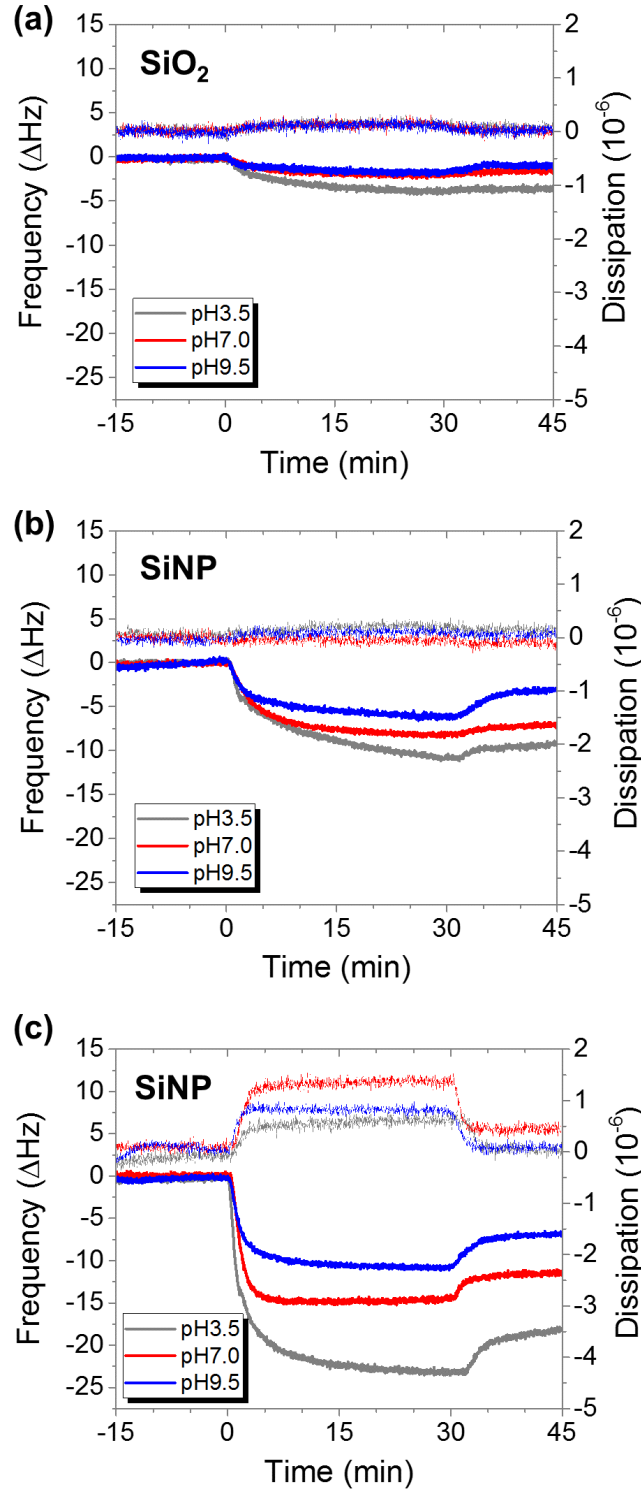 (a)
SiO2
Frequency (ΔHz)
15
10
5
0
-5
-10
-15
-20
-25
2
1
0
-1
-2
-3
-4
-5
Dissipation (10-6)
pH3.5
pH7.0
pH9.5
-15 0 15 30 45
Time (min)
(b)
SiNP
Frequency (ΔHz)
15
10
5
0
-5
-10
-15
-20
-25
2
1
0
-1
-2
-3
-4
-5
Dissipation (10-6)
pH3.5
pH7.0
pH9.5
-15 0 15 30 45
Time (min)
(c)
SiNP
Frequency (ΔHz)
15
10
5
0
-5
-10
-15
-20
-25
2
1
0
-1
-2
-3
-4
-5
Dissipation (10-6)
pH3.5
pH7.0
pH9.5
-15 0 15 30 45
Time (min)